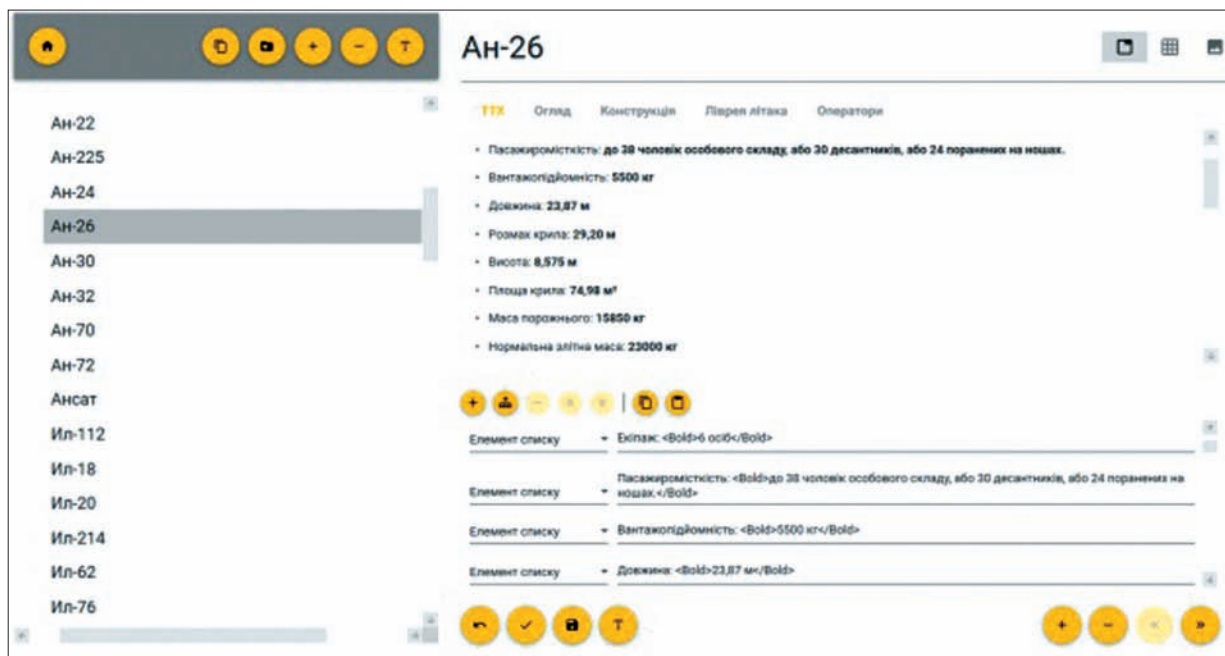 Ан-26
Ан-22
Ан-225
Ан-24
Ан-26
Ан-30
Ан-32
Ан-70
Ан-72
Ансат
Ил-112
Ил-18
Ил-20
Ил-214
Ил-62
Ил-76
ТТХ Огляд Конструкція Ліврея літака Оператори
• Пасажиромісткість: до 38 чоловік особового складу, або 30 десантників, або 24 поранених на ношах.
• Вантажопідйомність: 5500 кг
• Довжина: 23,87 м
• Розмах крила: 29,20 м
• Висота: 8,575 м
• Площа крила: 74,98 м²
• Маса порожнього: 15850 кг
• Нормальна злітна маса: 23000 кг
Елемент списку Екіпаж: <Bold>6 осіб</Bold>
Елемент списку Пасажиромісткість: <Bold>до 38 чоловік особового складу, або 30 десантників, або 24 поранених на
ношах.</Bold>
Елемент списку Вантажопідйомність: <Bold>5500 кг</Bold>
Елемент списку Довжина: <Bold>23,87 м</Bold>